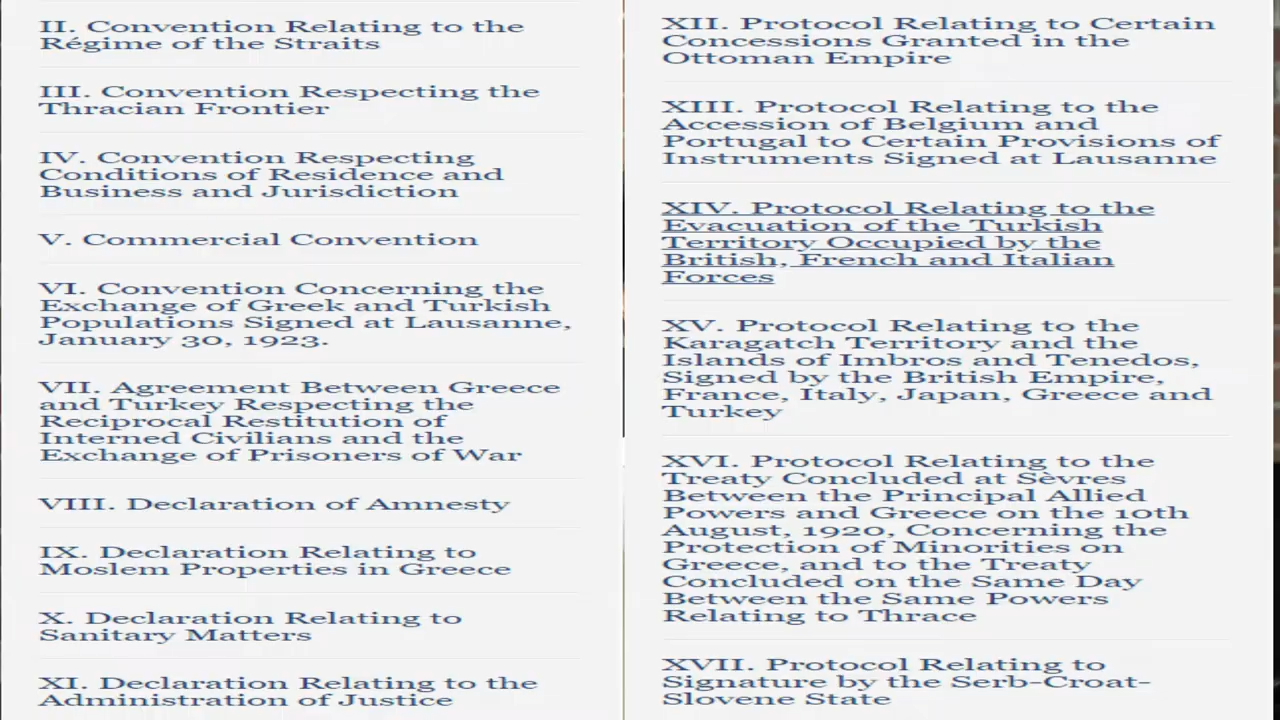 II. Convention Relating to the
Régime of the Straits
III. Convention Respecting the
Thracian Frontier
IV. Convention Respecting
Conditions of Residence and
Business and Jurisdiction
V. Commercial Convention
VI. Convention Concerning the
Exchange of Greek and Turkish
Populations Signed at Lausanne,
January 30, 1923.
VII. Agreement Between Greece
and Turkey Respecting the
Reciprocal Restitution of
Interned Civilians and the
Exchange of Prisoners of War
VIII. Declaration of Amnesty
IX. Declaration Relating to
Moslem Properties in Greece
X. Declaration Relating to
Sanitary Matters
XI. Declaration Relating to the
Administration of Justice
XII. Protocol Relating to Certain
Concessions Granted in the
Ottoman Empire
XIII. Protocol Relating to the
Accession of Belgium and
Portugal to Certain Provisions of
Instruments Signed at Lausanne
XIV. Protocol Relating to the
Evacuation of the Turkish
Territory Occupied by the
British, French and Italian
Forces
XV. Protocol Relating to the
Karagatch Territory and the
Islands of Imbros and Tenedos,
Signed by the British Empire,
France, Italy, Japan, Greece and
Turkey
XVI. Protocol Relating to the
Treaty Concluded at Sèvres
Between the Principal Allied
Powers and Greece on the 10th
August, 1920, Concerning the
Protection of Minorities on
Greece, and to the Treaty
Concluded on the Same Day
Between the Same Powers
Relating to Thrace
XVII. Protocol Relating to
Signature by the Serb-Croat-
Slovene State